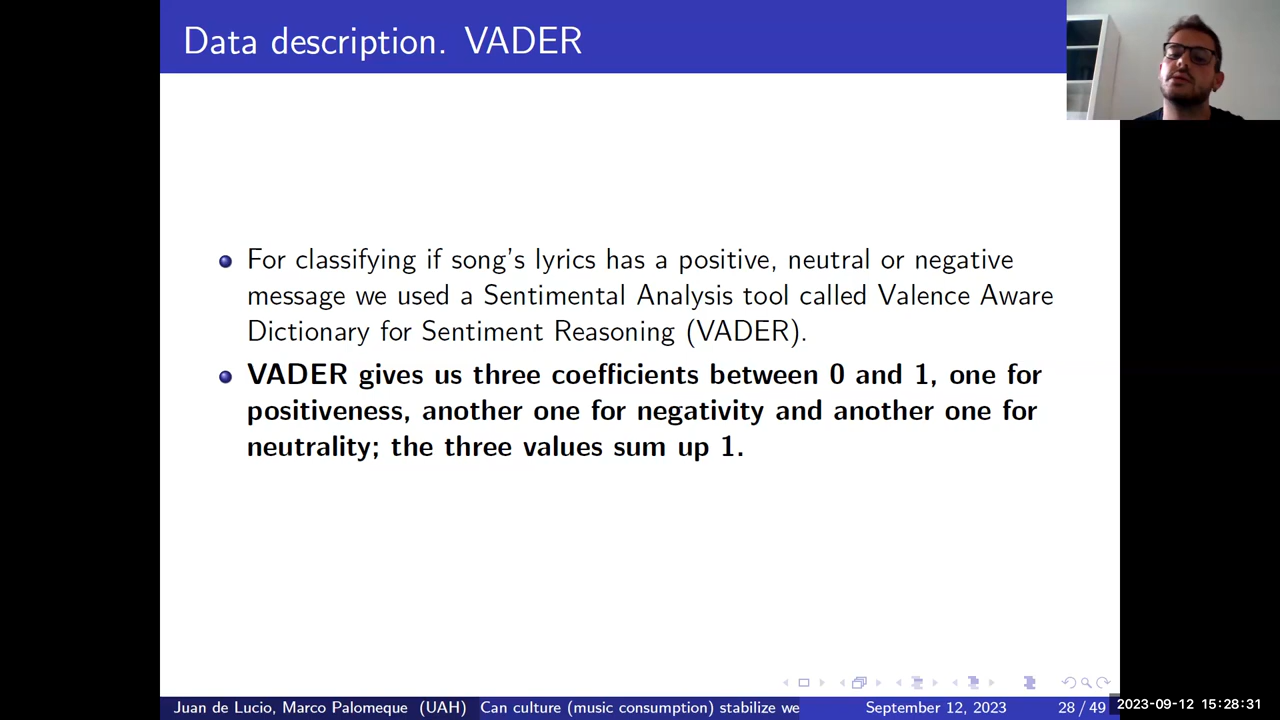 Data description. VADER
For classifying if song's lyrics has a positive, neutral or negative
message we used a Sentimental Analysis tool called Valence Aware
Dictionary for Sentiment Reasoning (VADER).
VADER gives us three coefficients between 0 and 1, one for
positiveness, another one for negativity and another one for
neutrality; the three values sum up 1.
Juan de Lucio, Marco Palomeque (UAH) Can culture (music consumption) stabilize we September 12, 2023 28 / 49
2023-09-12 15:28:31